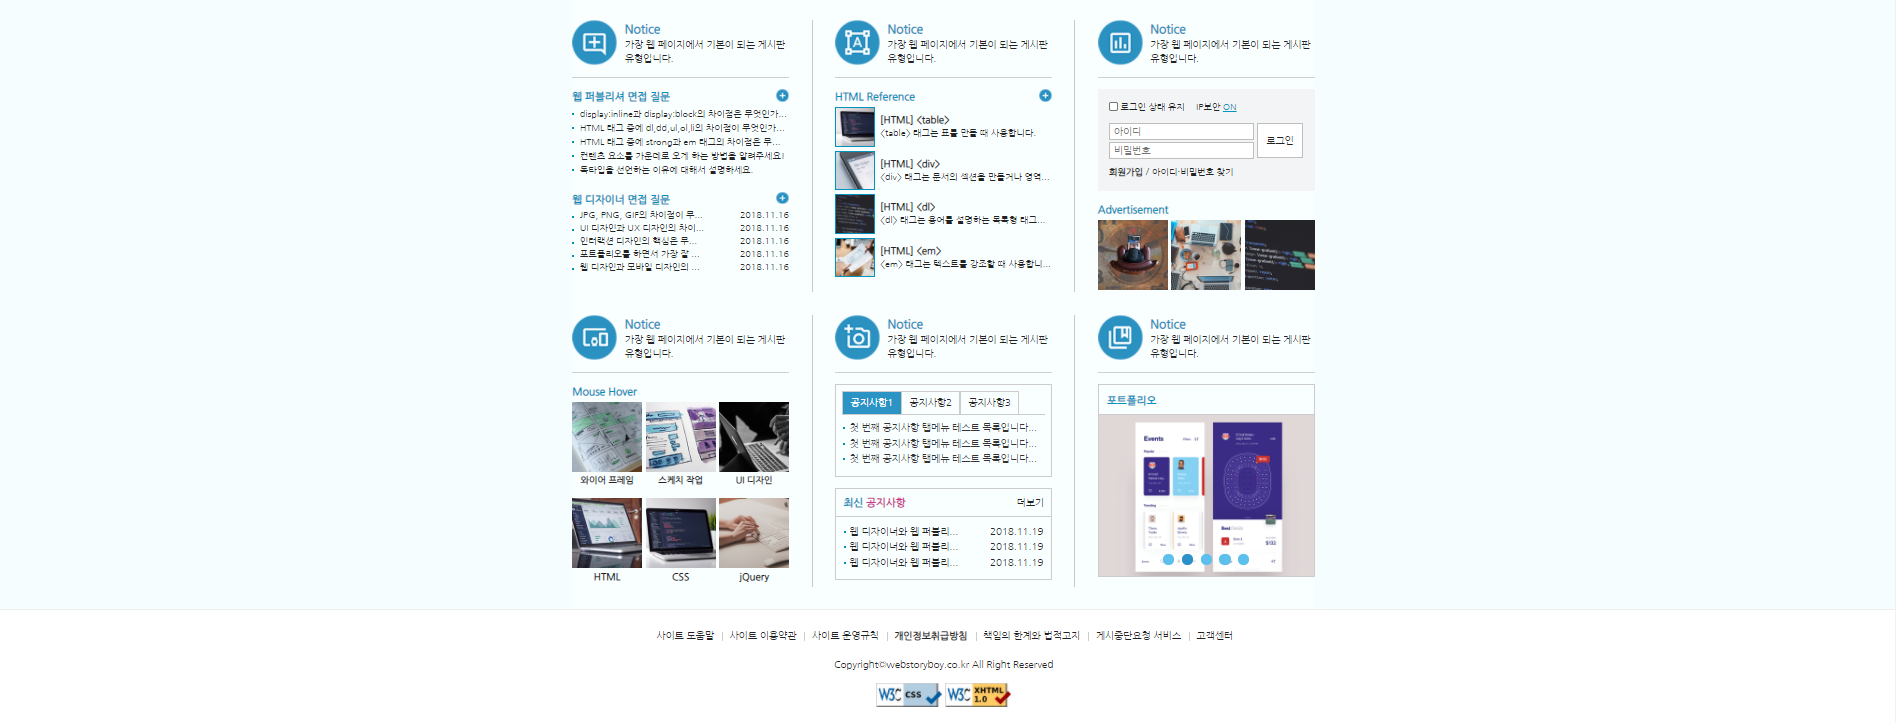 Notice
가장 웹 페이지에서 기본이 되는 게시판
유형입니다.
웹 퍼블리셔 면접 질문
display:inline과 display:block의 차이점은 무엇인가...
HTML 태그 중에 dl,dd,ul,ol,li의 차이점이 무엇인가...
HTML 태그 중에 strong과 em 태그의 차이점은 무...
컨텐츠 요소를 가운데로 오게 하는 방법을 알려주세요!
독타입을 선언하는 이유에 대해서 설명하세요.
웹 디자이너 면접 질문
JPG, PNG, GIF의 차이점이 무... 2018.11.16
UI 디자인과 UX 디자인의 차이... 2018.11.16
인터랙션 디자인의 핵심은 무... 2018.11.16
포트폴리오를 하면서 가장 잘 ... 2018.11.16
웹 디자인과 모바일 디자인의 ... 2018.11.16
Notice
가장 웹 페이지에서 기본이 되는 게시판
유형입니다.
HTML Reference
[HTML] <table>
<table> 태그는 표를 만들 때 사용합니다.
[HTML] <div>
<div> 태그는 문서의 섹션을 만들거나 영역...
[HTML] <dl>
<dl> 태그는 용어를 설명하는 목록형 태그...
[HTML] <em>
<em> 태그는 텍스트를 강조할 때 사용합니...
Notice
가장 웹 페이지에서 기본이 되는 게시판
유형입니다.
로그인 상태 유지 IP보안 ON
아이디
비밀번호
로그인
회원가입 / 아이디·비밀번호 찾기
Advertisement
Notice
가장 웹 페이지에서 기본이 되는 게시판
유형입니다.
Mouse Hover
와이어 프레임 스케치 작업 UI 디자인
HTML CSS jQuery
Notice
가장 웹 페이지에서 기본이 되는 게시판
유형입니다.
공지사항1 공지사항2 공지사항3
첫 번째 공지사항 탭메뉴 테스트 목록입니다...
첫 번째 공지사항 탭메뉴 테스트 목록입니다...
첫 번째 공지사항 탭메뉴 테스트 목록입니다...
최신 공지사항 더보기
웹 디자이너와 웹 퍼블리... 2018.11.19
웹 디자이너와 웹 퍼블리... 2018.11.19
웹 디자이너와 웹 퍼블리... 2018.11.19
Notice
가장 웹 페이지에서 기본이 되는 게시판
유형입니다.
포트폴리오
Events
사이트 도움말 사이트 이용약관 사이트 운영규칙 개인정보취급방침 책임의 한계와 법적고지 게시중단요청 서비스 고객센터
Copyright©webstoryboy.co.kr All Right Reserved
W3C css W3C XHTML 1.0